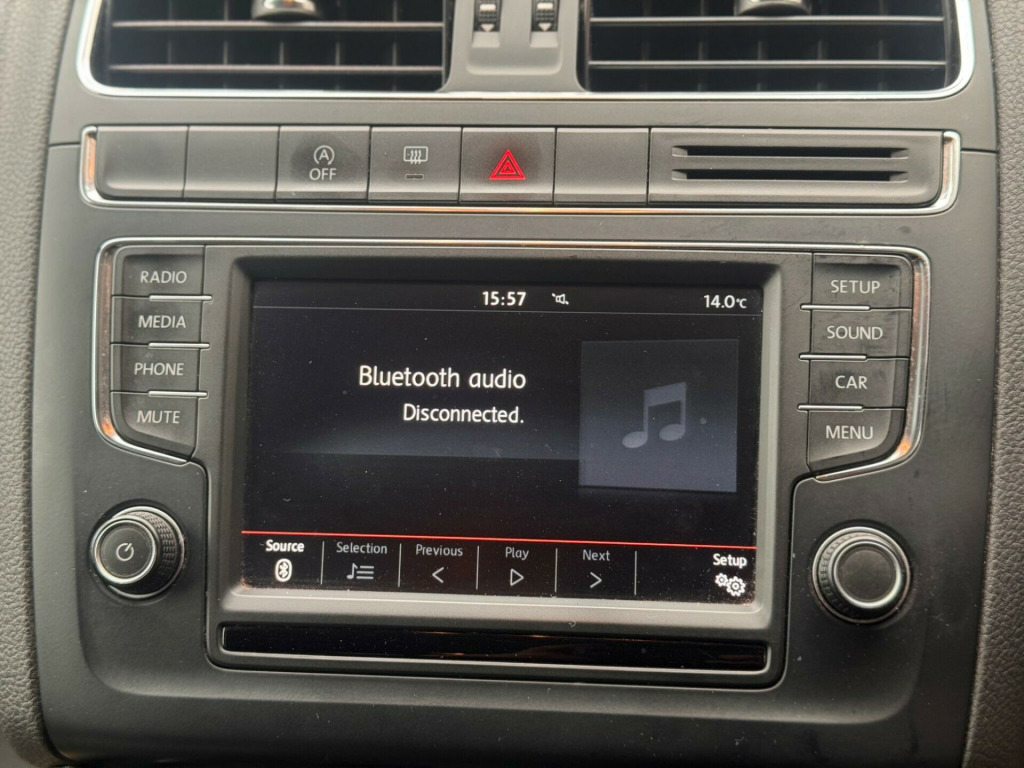 A
OFF
RADIO
MEDIA
PHONE
MUTE
15:57
14.0°C
Bluetooth audio
Disconnected.
Source
Selection
Previous
Play
Next
Setup
SETUP
SOUND
CAR
MENU